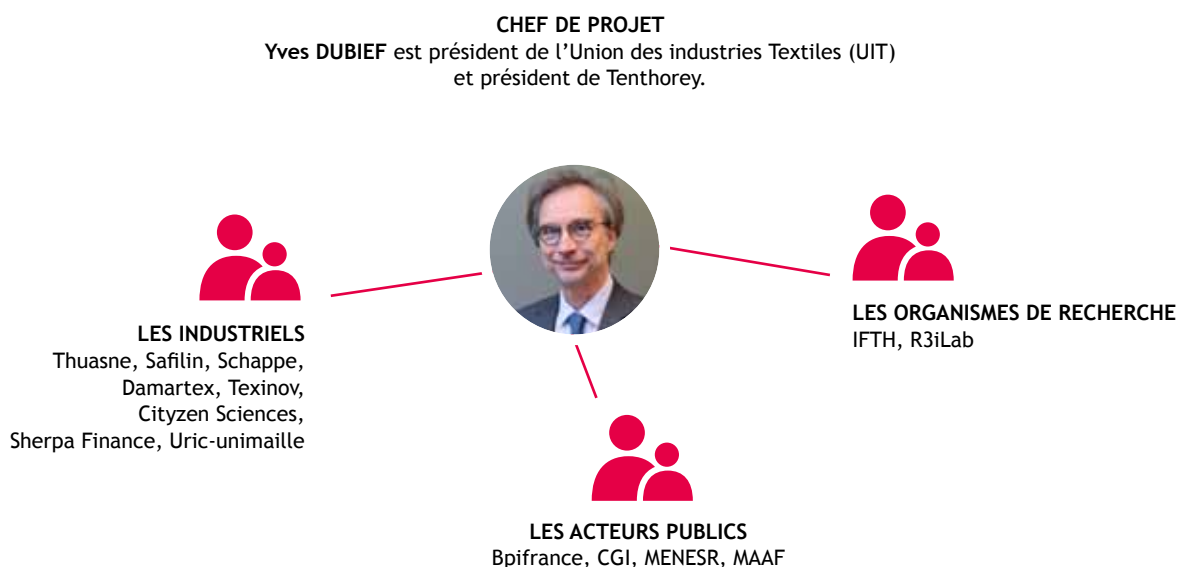 CHEF DE PROJET
Yves DUBIEF est président de l’Union des industries Textiles (UIT)
et président de Tenthorey.
LES INDUSTRIELS
Thuasne, Safilin, Schappe,
Damartex, Texinov,
Cityzen Sciences,
Sherpa Finance, Uric-unimaille
LES ORGANISMES DE RECHERCHE
IFTH, R3iLab
LES ACTEURS PUBLICS
Bpifrance, CGI, MENESR, MAAF